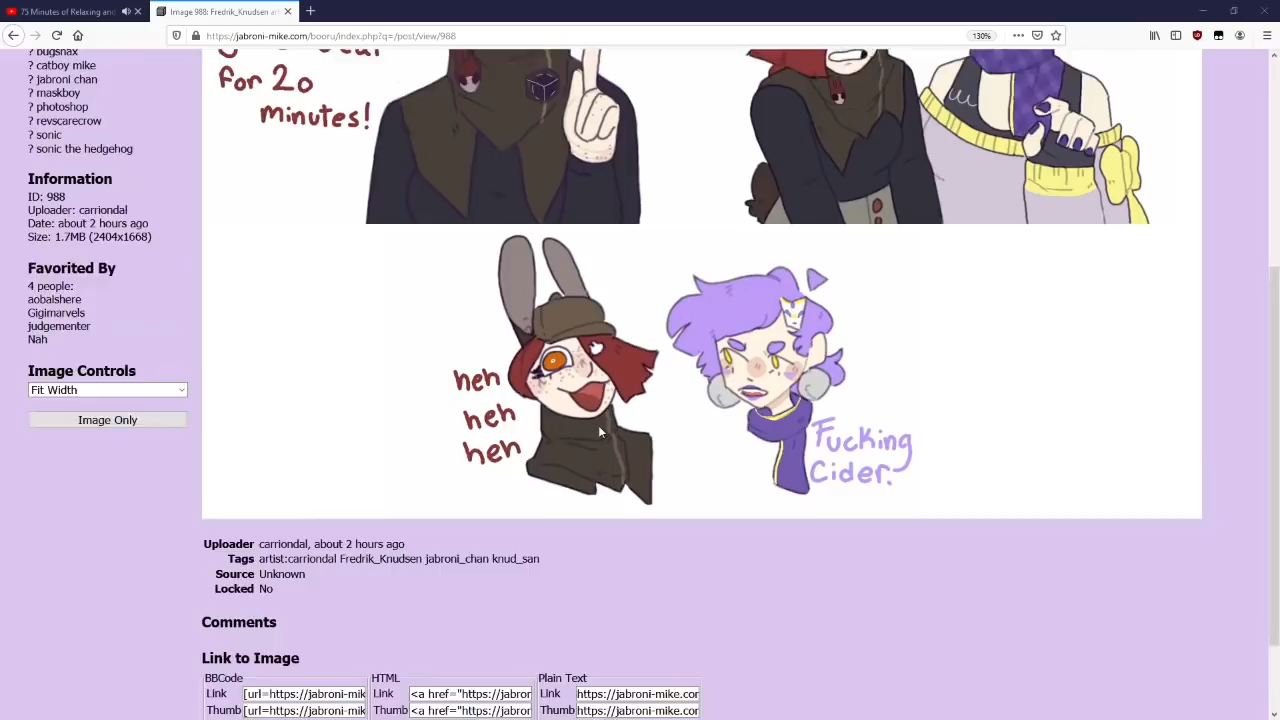 75 Minutes of Relaxing and
Image 988: Fredrik_Knudsen ar
https://jabroni-mike.com/booru/index.php?q=/post/view/988
130%
? bugsnax
? catboy mike
? jabroni chan
? maskboy
? photoshop
? revscarecrow
? sonic
? sonic the hedgehog
Information
ID: 988
Uploader: carriondal
Date: about 2 hours ago
Size: 1.7MB (2404x1668)
Favorited By
4 people:
aobaishere
Gigimarvels
judgementer
Nah
Image Controls
Fit Width
Image Only
for 20
minutes!
heh
heh
heh
Fucking
Cider.
Uploader carriondal, about 2 hours ago
Tags artist:carriondal Fredrik_Knudsen jabroni_chan knud_san
Source Unknown
Locked No
Comments
Link to Image
BBCode HTML Plain Text
Link [url=https://jabroni-mik Link <a href="https://jabror Link https://jabroni-mike.cor
Thumb [url=https://jabroni-mik Thumb <a href="https://jabror Thumb https://jabroni-mike.cor